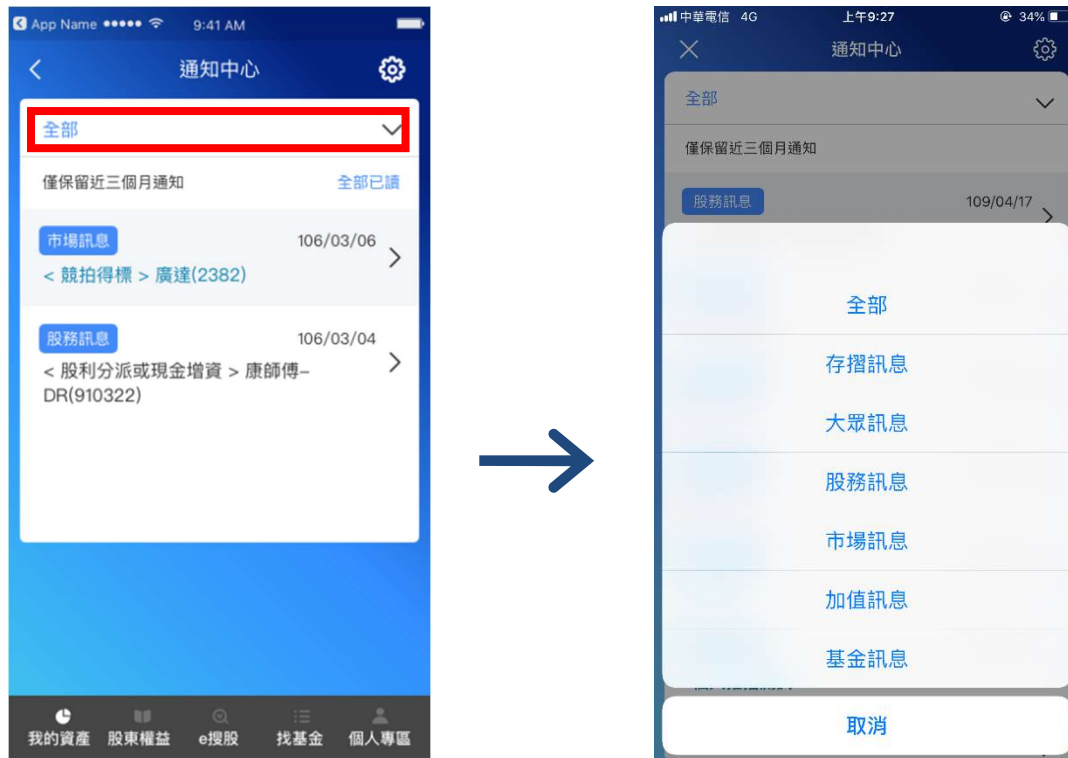 App Name
9:41 AM
通知中心
全部
僅保留近三個月通知
全部已讀
市場訊息
106/03/06
< 競拍得標 > 廣達(2382)
股務訊息
106/03/04
< 股利分派或現金增資 > 康師傅–
DR(910322)
我的資產
股東權益
e搜股
找基金
個人專區
中華電信 4G
上午9:27
34%
通知中心
全部
僅保留近三個月通知
股務訊息
109/04/17
全部
存摺訊息
大眾訊息
股務訊息
市場訊息
加值訊息
基金訊息
取消